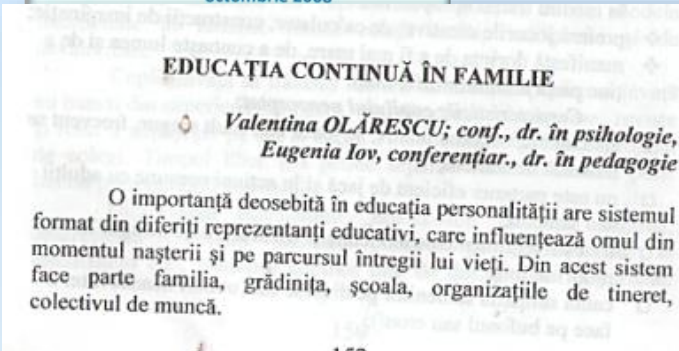 EDUCAȚIA CONTINUĂ ÎN FAMILIE
Valentina OLĂRESCU; conf., dr. în psihologie,
Eugenia Iov, conferențiar., dr. în pedagogie
O importanță deosebită în educația personalității are sistemul
format din diferiți reprezentanți educativi, care influențează omul din
momentul nașterii și pe parcursul întregii lui vieți. Din acest sistem
face parte familia, grădinița, școala, organizațiile de tineret,
colectivul de muncă.